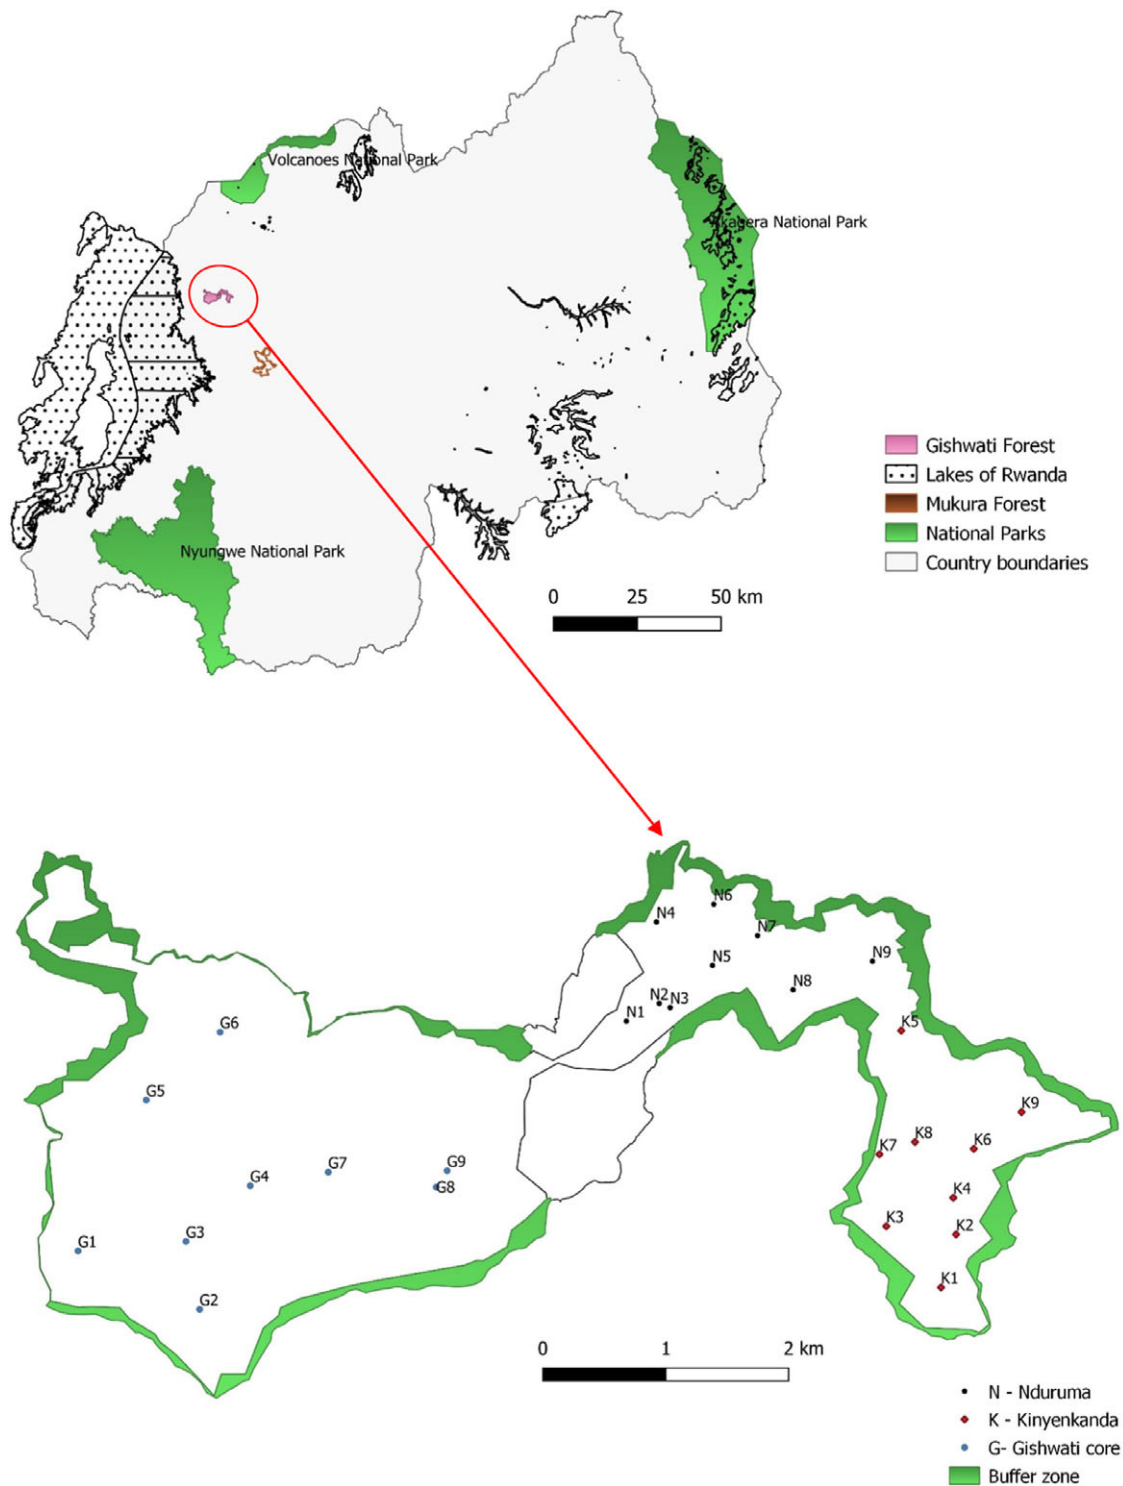 Volcanoes National Park
Akagera National Park
Nyungwe National Park
Gishwati Forest
Lakes of Rwanda
Mukura Forest
National Parks
Country boundaries
0 25 50 km
N6
N4
N7
N5
N9
N8
N2
N3
N1
K5
G6
G5
K9
K8
K7
K6
G9
G7
G4
G8
K4
K3
K2
G3
G1
K1
G2
0 1 2 km
N - Nduruma
K - Kinyenkanda
G- Gishwati core
Buffer zone